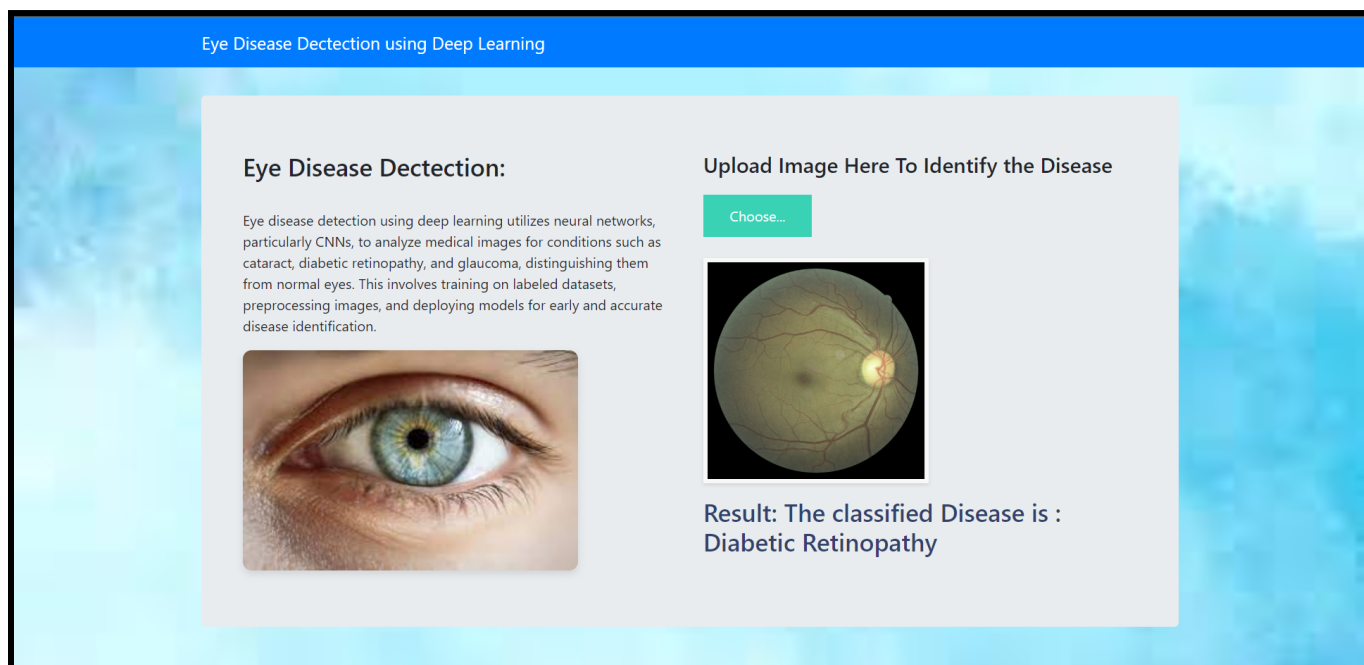 Eye Disease Dectection using Deep Learning
Eye Disease Dectection:
Eye disease detection using deep learning utilizes neural networks,
particularly CNNs, to analyze medical images for conditions such as
cataract, diabetic retinopathy, and glaucoma, distinguishing them
from normal eyes. This involves training on labeled datasets,
preprocessing images, and deploying models for early and accurate
disease identification.
Upload Image Here To Identify the Disease
Choose...
Result: The classified Disease is :
Diabetic Retinopathy